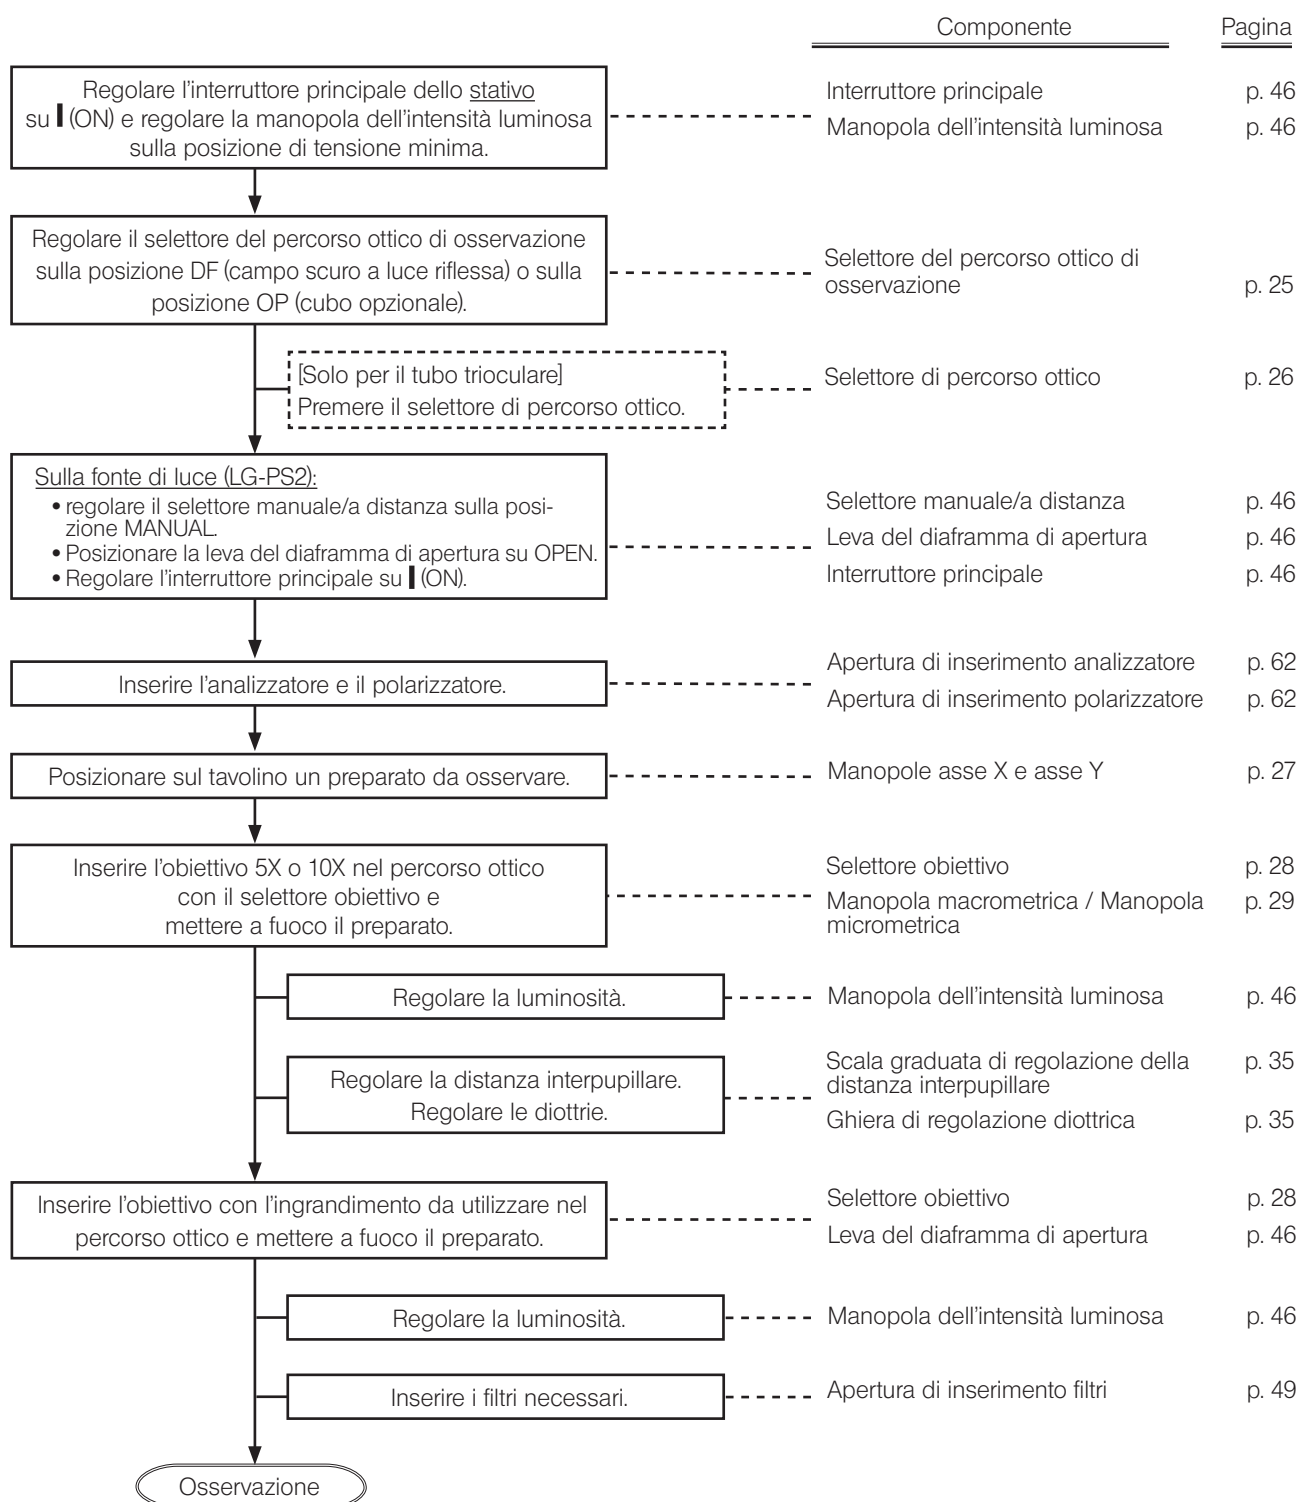 Componente Pagina
Regolare l'interruttore principale dello stativo
su I (ON) e regolare la manopola dell'intensità luminosa
sulla posizione di tensione minima.
Interruttore principale p. 46
Manopola dell'intensità luminosa p. 46
Regolare il selettore del percorso ottico di osservazione
sulla posizione DF (campo scuro a luce riflessa) o sulla
posizione OP (cubo opzionale).
Selettore del percorso ottico di
osservazione p. 25
[Solo per il tubo trioculare]
Premere il selettore di percorso ottico.
Selettore di percorso ottico p. 26
Sulla fonte di luce (LG-PS2):
• regolare il selettore manuale/a distanza sulla posi-
zione MANUAL.
• Posizionare la leva del diaframma di apertura su OPEN.
• Regolare l'interruttore principale su I (ON).
Selettore manuale/a distanza p. 46
Leva del diaframma di apertura p. 46
Interruttore principale p. 46
Inserire l'analizzatore e il polarizzatore.
Apertura di inserimento analizzatore p. 62
Apertura di inserimento polarizzatore p. 62
Posizionare sul tavolino un preparato da osservare.
Manopole asse X e asse Y p. 27
Inserire l'obiettivo 5X o 10X nel percorso ottico
con il selettore obiettivo e
mettere a fuoco il preparato.
Selettore obiettivo p. 28
Manopola macrometrica / Manopola p. 29
micrometrica
Regolare la luminosità.
Manopola dell'intensità luminosa p. 46
Regolare la distanza interpupillare.
Regolare le diottrie.
Scala graduata di regolazione della p. 35
distanza interpupillare
Ghiera di regolazione diottrica p. 35
Inserire l'obiettivo con l'ingrandimento da utilizzare nel
percorso ottico e mettere a fuoco il preparato.
Selettore obiettivo p. 28
Leva del diaframma di apertura p. 46
Regolare la luminosità.
Manopola dell'intensità luminosa p. 46
Inserire i filtri necessari.
Apertura di inserimento filtri p. 49
Osservazione